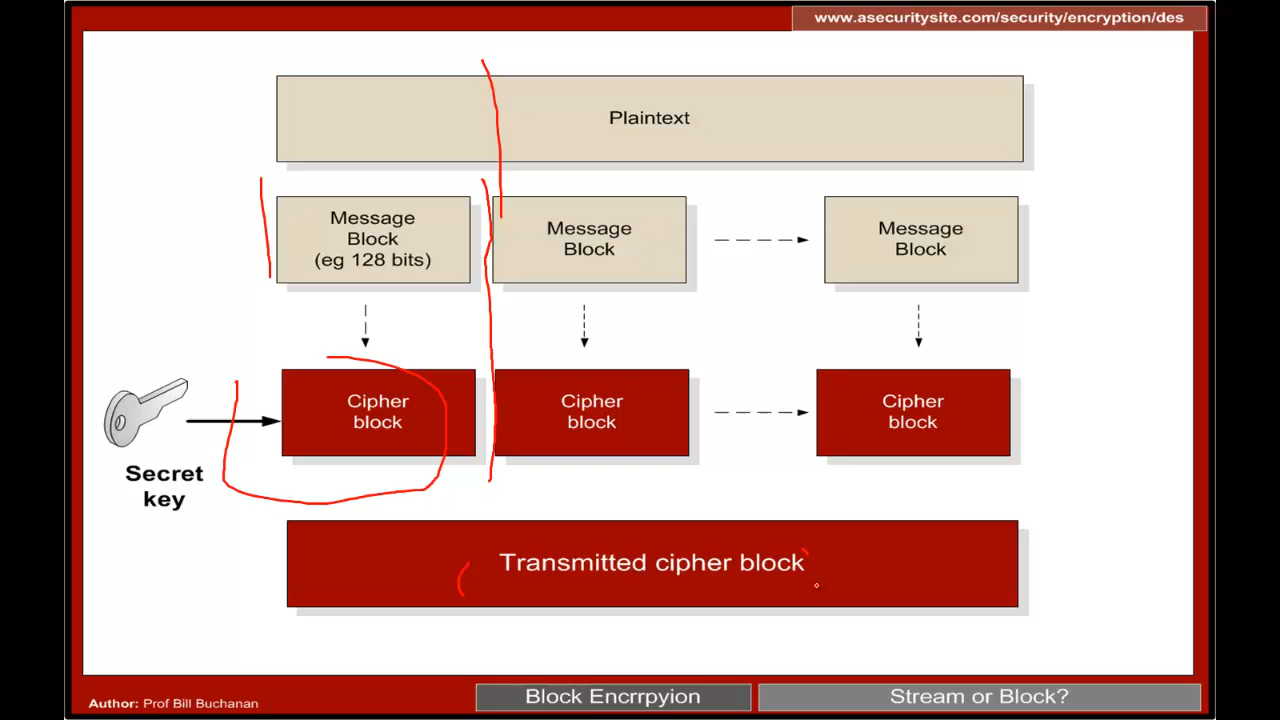 www.asecuritysite.com/security/encryption/des
Plaintext
Message
Block
(eg 128 bits)
Message
Block
Message
Block
Cipher
block
Cipher
block
Cipher
block
Secret
key
Transmitted cipher block
Author: Prof Bill Buchanan
Block Encrrpyion
Stream or Block?